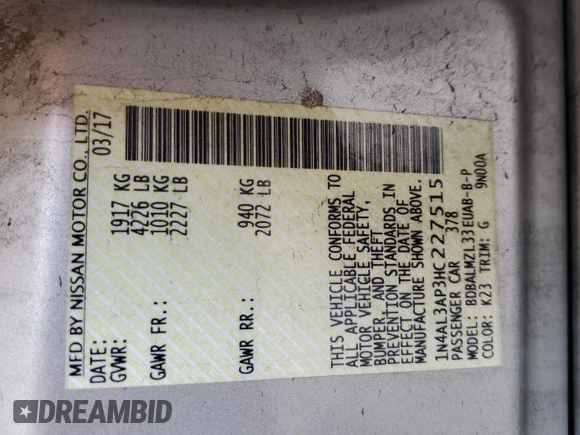 MFD BY NISSAN MOTOR CO., LTD.
DATE: 03/17
GVWR: 1917 KG
4226 LB
GAWR FR.: 1010 KG
2227 LB
GAWR RR.: 940 KG
2072 LB
THIS VEHICLE CONFORMS TO
ALL APPLICABLE FEDERAL
MOTOR VEHICLE SAFETY,
BUMPER, AND THEFT
PREVENTION STANDARDS IN
EFFECT ON THE DATE OF
MANUFACTURE SHOWN ABOVE.
1N4AL3AP3HC227515
PASSENGER CAR 378
MODEL: BDBALMZL33EUAB-B-P
COLOR: K23 TRIM: G 9N00A
DREAMBID